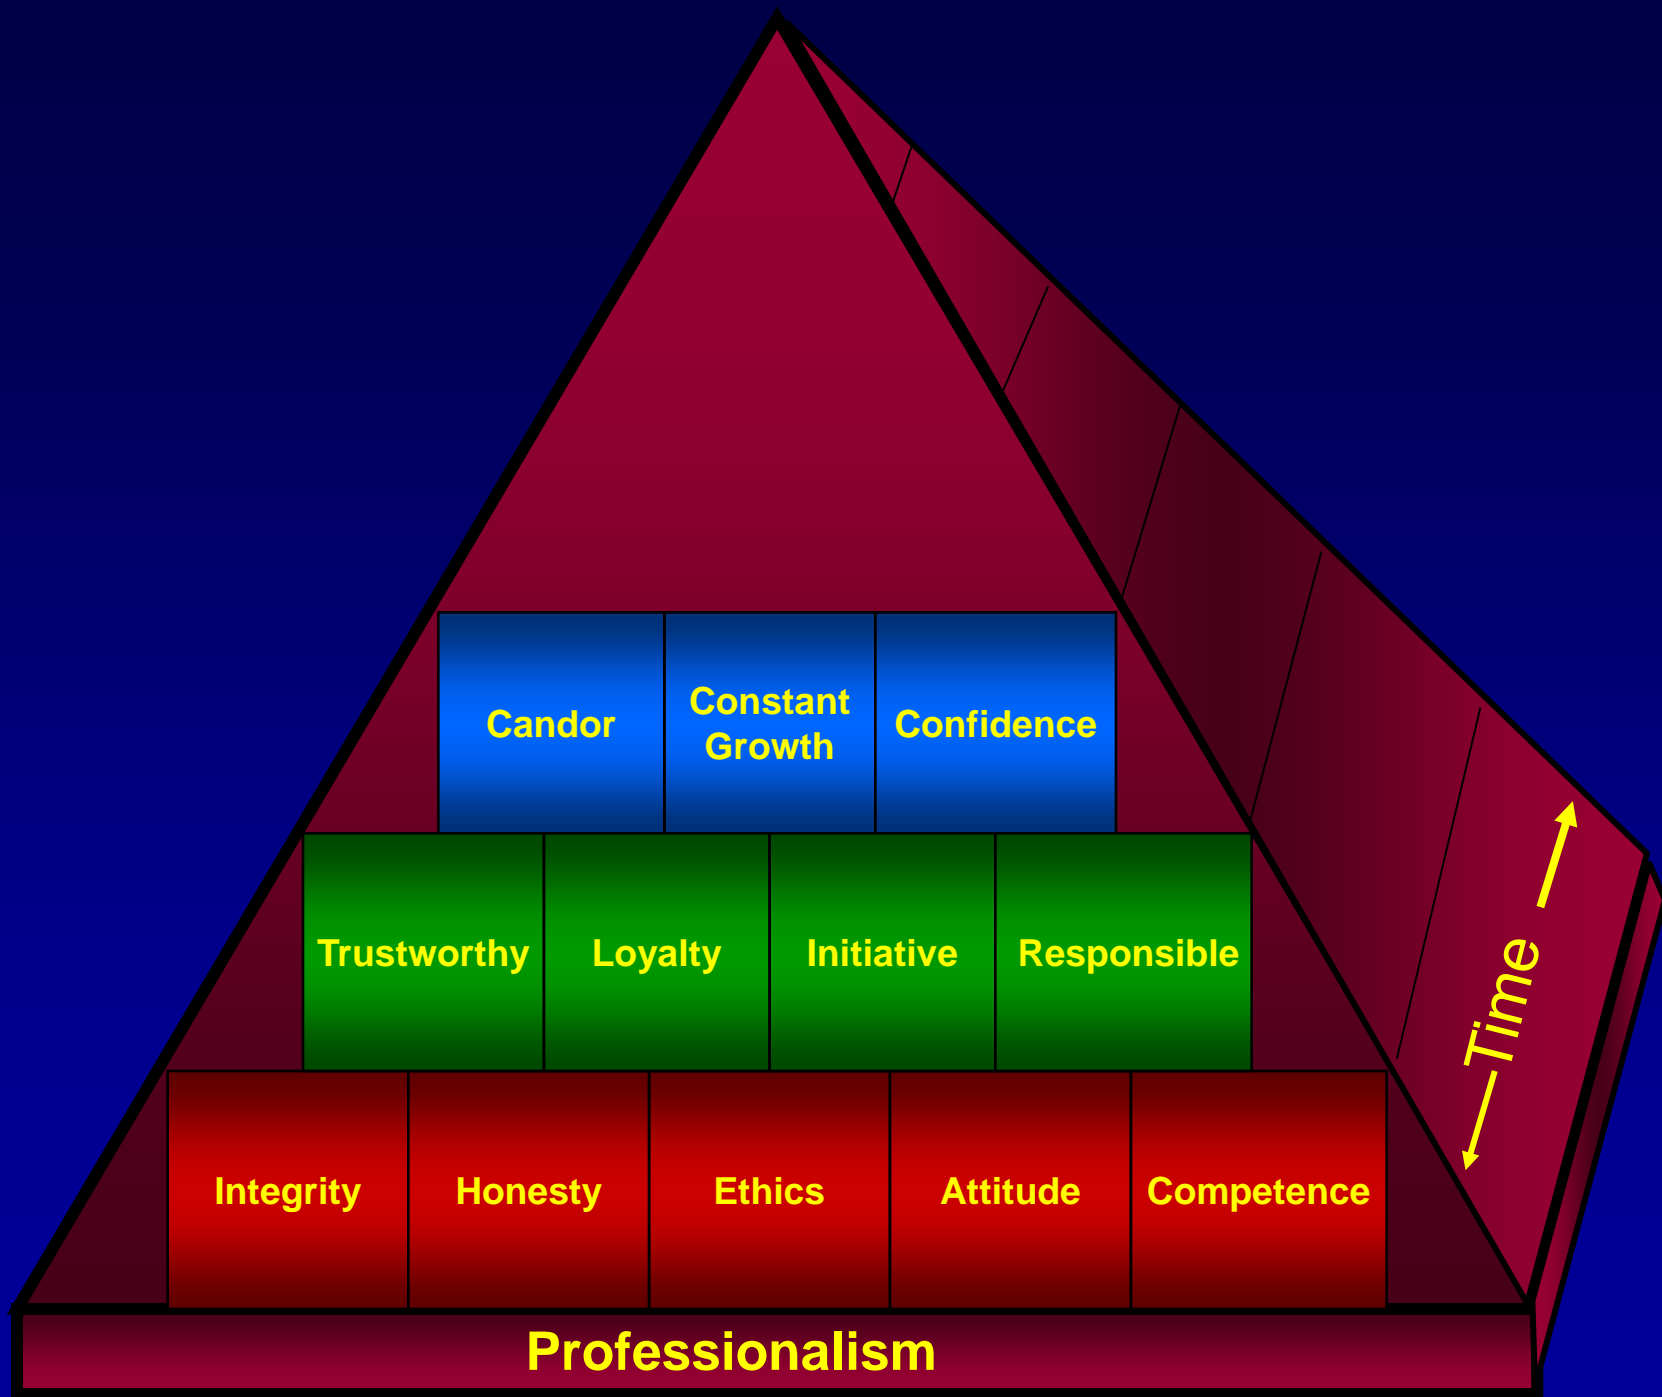 Candor
Constant
Growth
Confidence
Trustworthy
Loyalty
Initiative
Responsible
Time
Integrity
Honesty
Ethics
Attitude
Competence
Professionalism